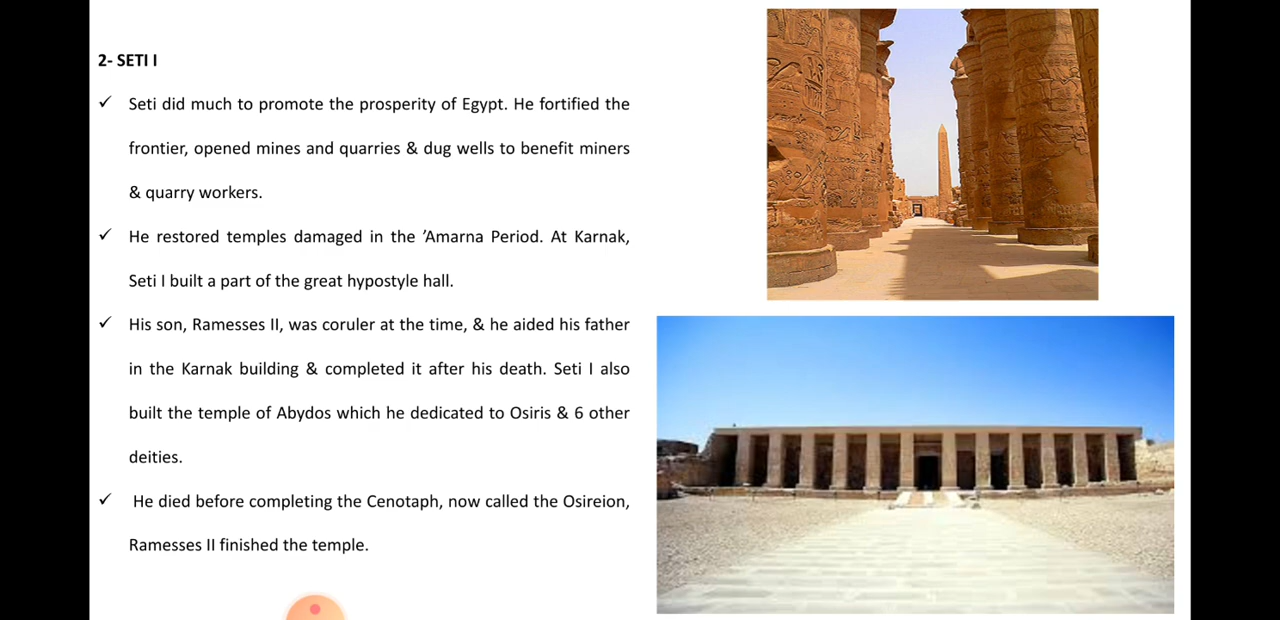 2- SETI I
✓ Seti did much to promote the prosperity of Egypt. He fortified the
frontier, opened mines and quarries & dug wells to benefit miners
& quarry workers.
✓ He restored temples damaged in the ’Amarna Period. At Karnak,
Seti I built a part of the great hypostyle hall.
✓ His son, Ramesses II, was coruler at the time, & he aided his father
in the Karnak building & completed it after his death. Seti I also
built the temple of Abydos which he dedicated to Osiris & 6 other
deities.
✓ He died before completing the Cenotaph, now called the Osireion,
Ramesses II finished the temple.